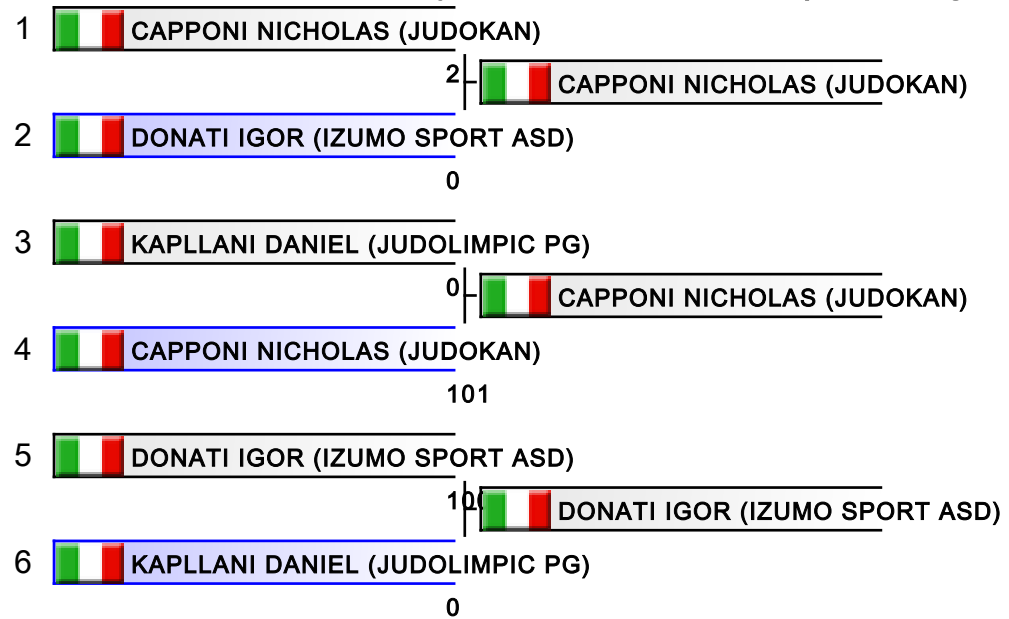 1 CAPPONI NICHOLAS (JUDOKAN)
2 CAPPONI NICHOLAS (JUDOKAN)
2 DONATI IGOR (IZUMO SPORT ASD)
0
3 KAPLLANI DANIEL (JUDOLIMPIC PG)
0 CAPPONI NICHOLAS (JUDOKAN)
4 CAPPONI NICHOLAS (JUDOKAN)
101
5 DONATI IGOR (IZUMO SPORT ASD)
DONATI IGOR (IZUMO SPORT ASD)
6 KAPLLANI DANIEL (JUDOLIMPIC PG)
0